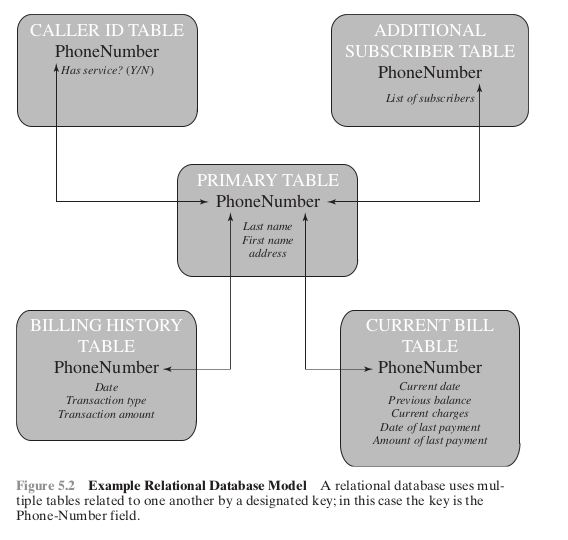 CALLER ID TABLE
PhoneNumber
Has service? (Y/N)
ADDITIONAL
SUBSCRIBER TABLE
PhoneNumber
List of subscribers
PRIMARY TABLE
PhoneNumber
Last name
First name
address
BILLING HISTORY
TABLE
PhoneNumber
Date
Transaction type
Transaction amount
CURRENT BILL
TABLE
PhoneNumber
Current date
Previous balance
Current charges
Date of last payment
Amount of last payment
Figure 5.2 Example Relational Database Model A relational database uses mul-
tiple tables related to one another by a designated key; in this case the key is the
Phone-Number field.